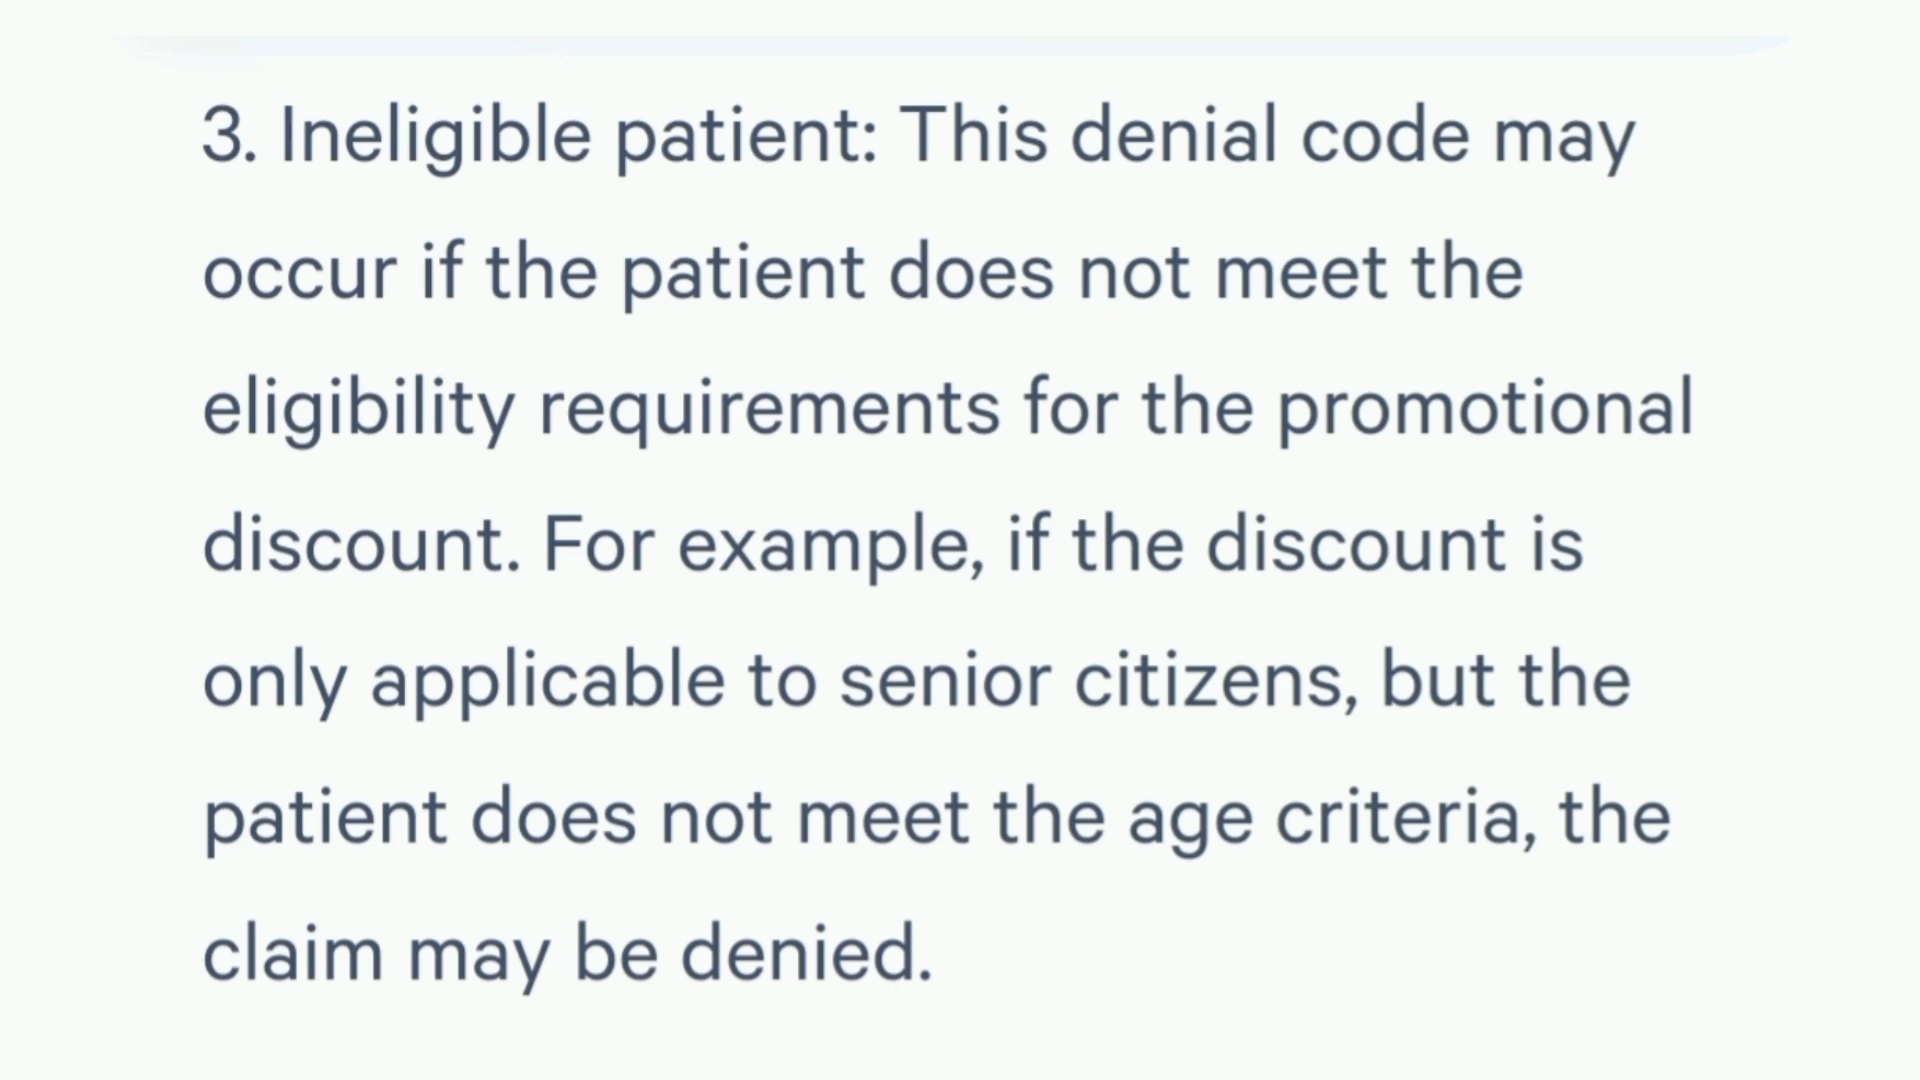 3. Ineligible patient: This denial code may
occur if the patient does not meet the
eligibility requirements for the promotional
discount. For example, if the discount is
only applicable to senior citizens, but the
patient does not meet the age criteria, the
claim may be denied.